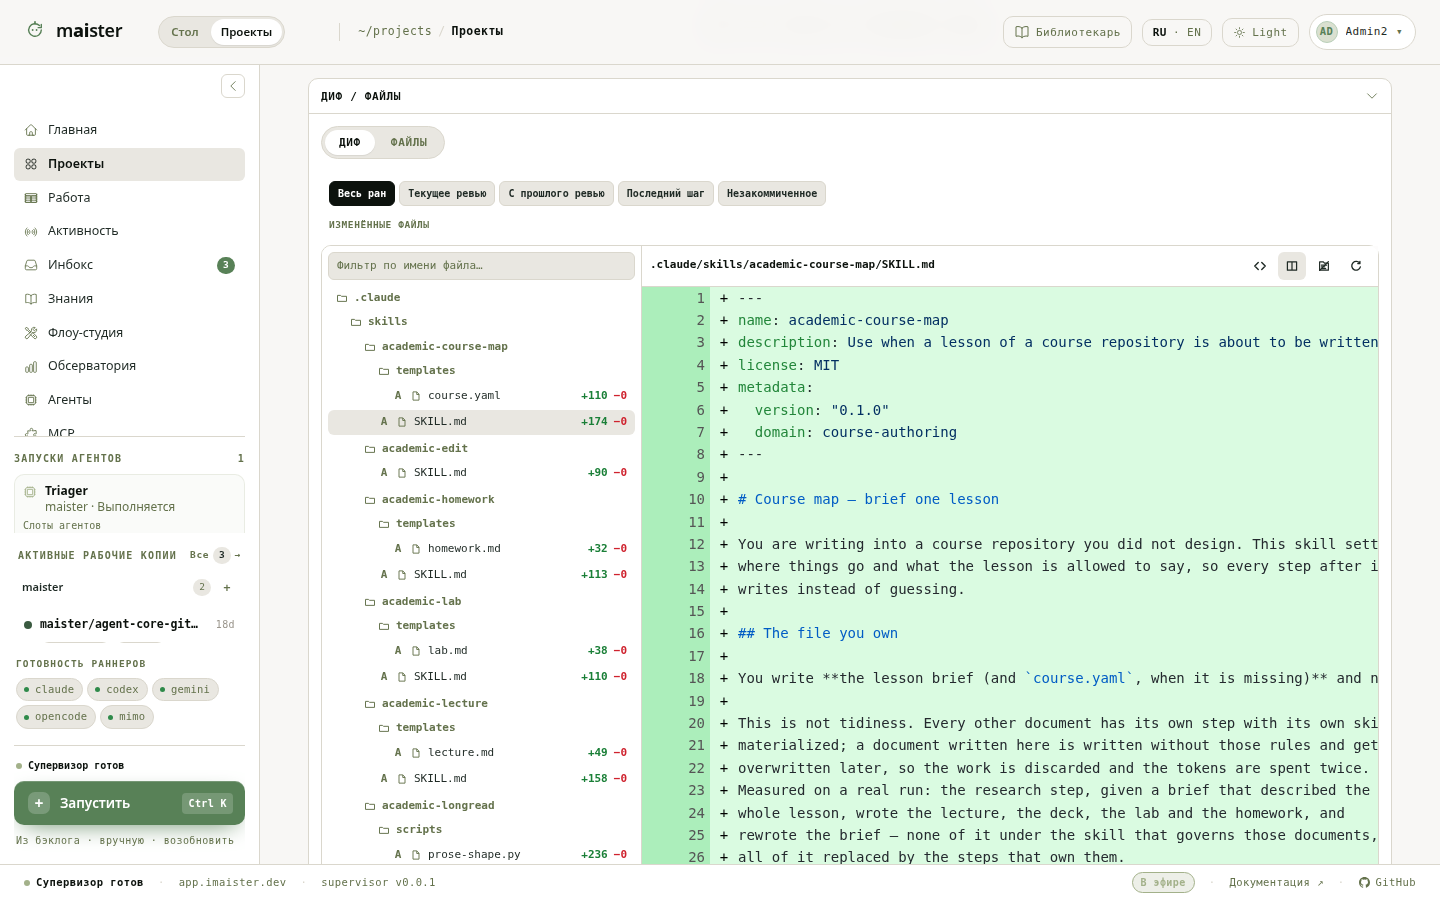 maister
Стол
Проекты
~/projects / Проекты
Библиотекарь
RU · EN
Light
AD Admin2
Главная
Проекты
Работа
Активность
Инбокс 3
Знания
Флоу-студия
Обсерватория
Агенты
MCP
ЗАПУСКИ АГЕНТОВ 1
Triager
maister · Выполняется
Слоты агентов
АКТИВНЫЕ РАБОЧИЕ КОПИИ Все 3 →
maister 2 +
maister/agent-core-git… 18d
ГОТОВНОСТЬ РАННЕРОВ
claude codex gemini
opencode mimo
Супервизор готов
+ Запустить Ctrl K
Из бэклога · вручную · возобновить
ДИФ / ФАЙЛЫ
ДИФ ФАЙЛЫ
Весь ран Текущее ревью С прошлого ревью Последний шаг Незакоммиченное
ИЗМЕНЁННЫЕ ФАЙЛЫ
Фильтр по имени файла…
.claude
skills
academic-course-map
templates
A course.yaml +110 −0
A SKILL.md +174 −0
academic-edit
A SKILL.md +90 −0
academic-homework
templates
A homework.md +32 −0
A SKILL.md +113 −0
academic-lab
templates
A lab.md +38 −0
A SKILL.md +110 −0
academic-lecture
templates
A lecture.md +49 −0
A SKILL.md +158 −0
academic-longread
scripts
A prose-shape.py +236 −0
.claude/skills/academic-course-map/SKILL.md
1 + ---
2 + name: academic-course-map
3 + description: Use when a lesson of a course repository is about to be written
4 + license: MIT
5 + metadata:
6 + version: "0.1.0"
7 + domain: course-authoring
8 + ---
9 +
10 + # Course map — brief one lesson
11 +
12 + You are writing into a course repository you did not design. This skill sett
13 + where things go and what the lesson is allowed to say, so every step after i
14 + writes instead of guessing.
15 +
16 + ## The file you own
17 +
18 + You write **the lesson brief (and `course.yaml`, when it is missing)** and n
19 +
20 + This is not tidiness. Every other document has its own step with its own ski
21 + materialized; a document written here is written without those rules and get
22 + overwritten later, so the work is discarded and the tokens are spent twice.
23 + Measured on a real run: the research step, given a brief that described the
24 + whole lesson, wrote the lecture, the deck, the lab and the homework, and
25 + rewrote the brief — none of it under the skill that governs those documents,
26 + all of it replaced by the steps that own them.
Супервизор готов · app.imaister.dev · supervisor v0.0.1
В эфире · Документация ↗ · GitHub